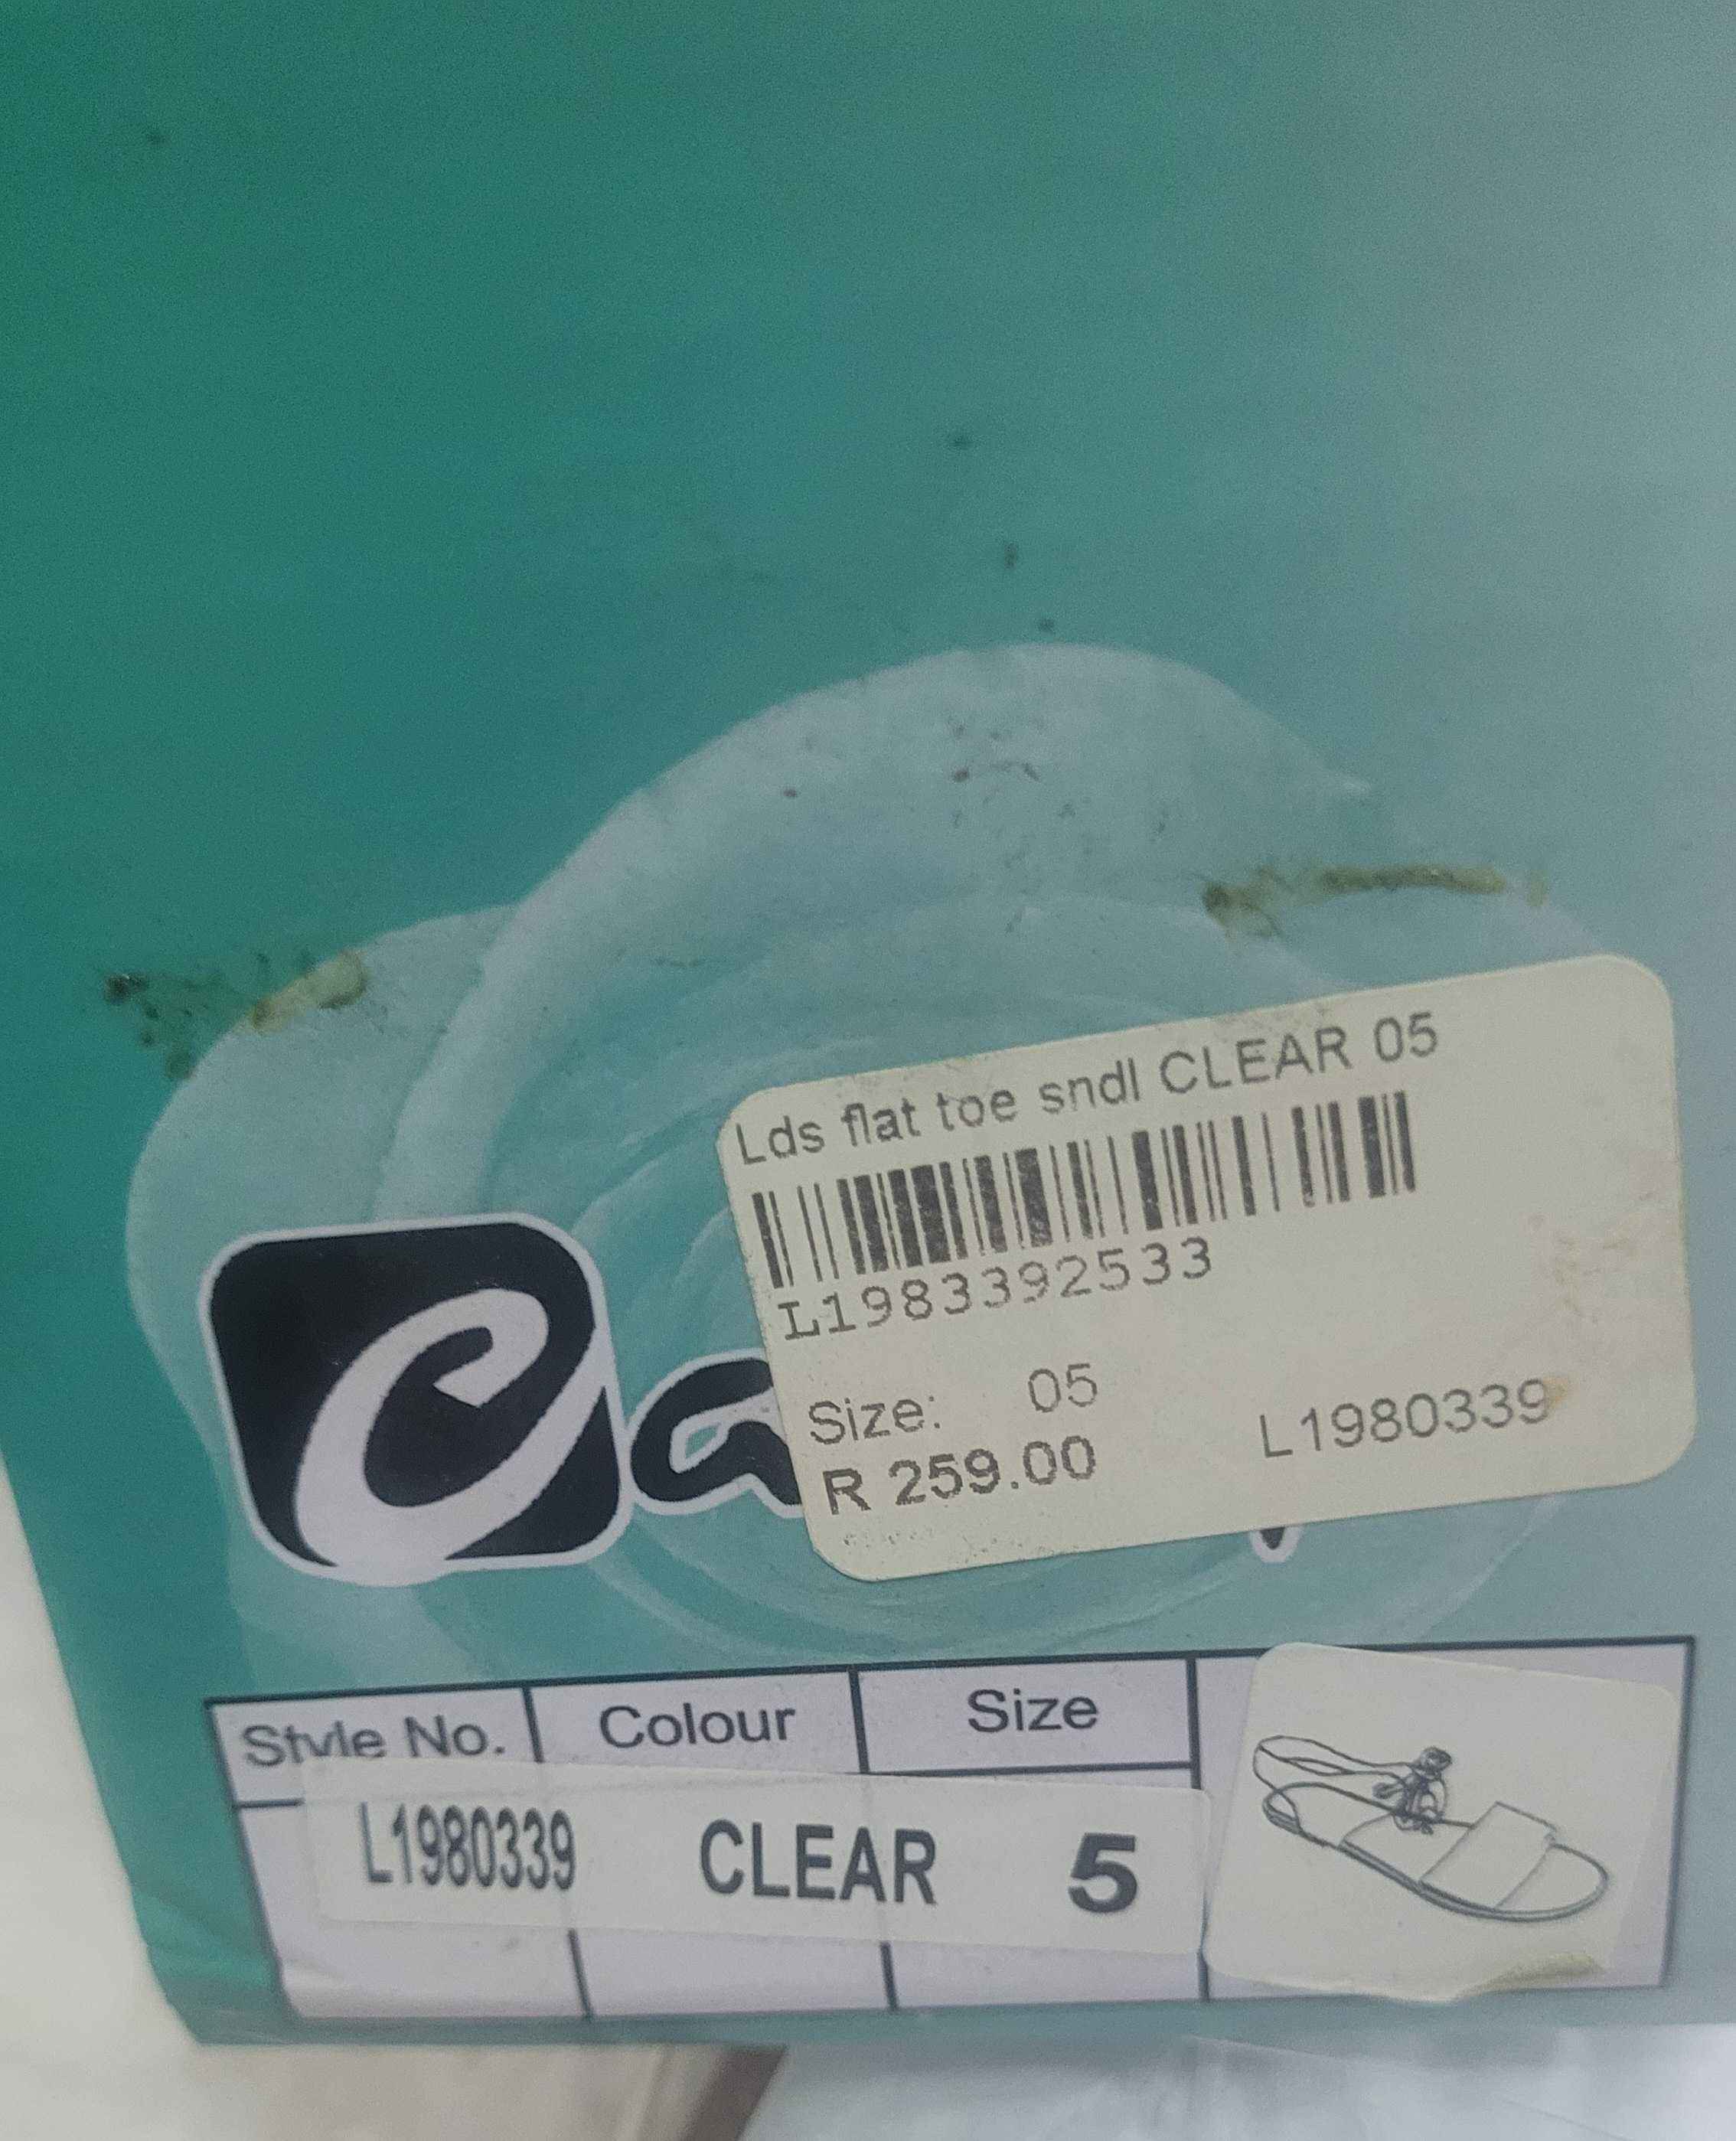 Lds flat toe sndl CLEAR 05
L1983392533
Size: 05
R 259.00 L1980339
Ca
Style No. Colour Size
L1980339 CLEAR 5